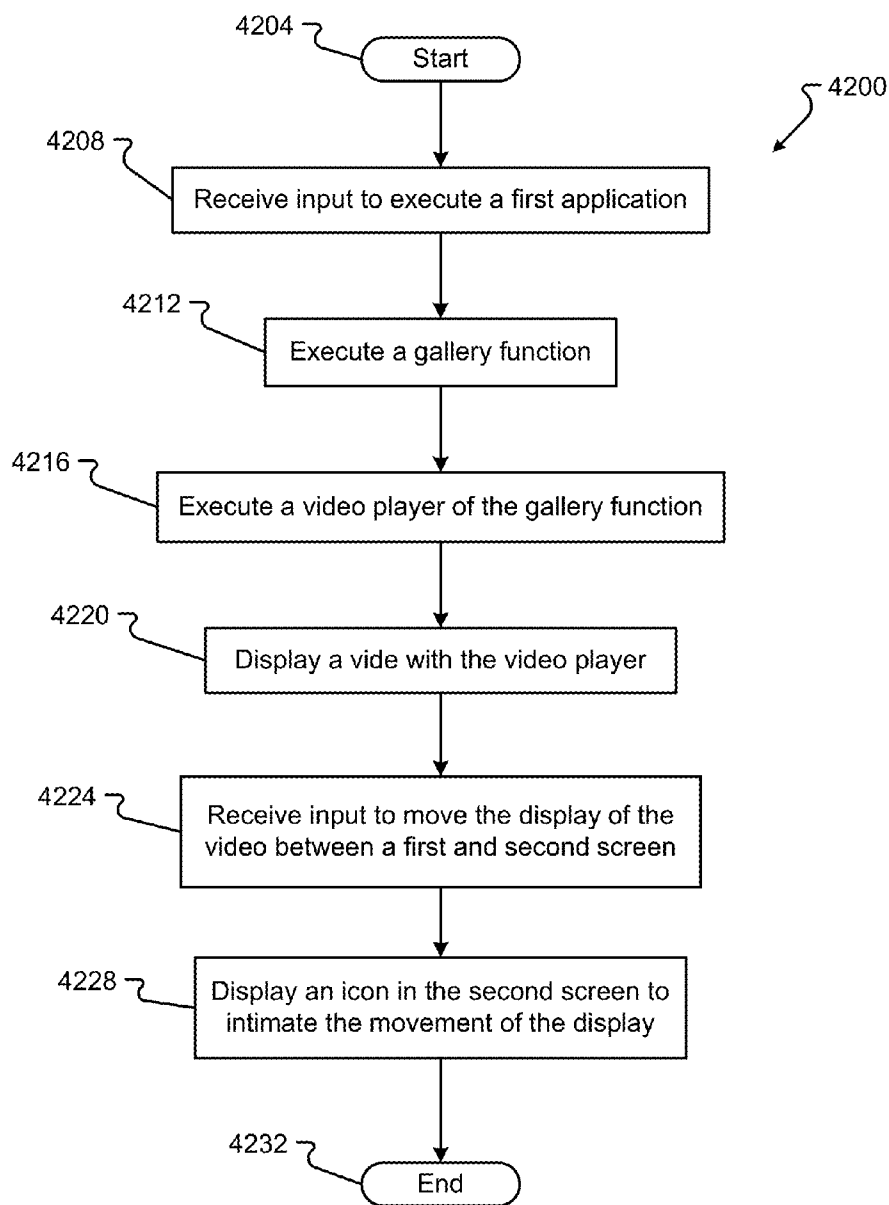 4204
Start
4200
4208
Receive input to execute a first application
4212
Execute a gallery function
4216
Execute a video player of the gallery function
4220
Display a vide with the video player
4224
Receive input to move the display of the
video between a first and second screen
4228
Display an icon in the second screen to
intimate the movement of the display
4232
End